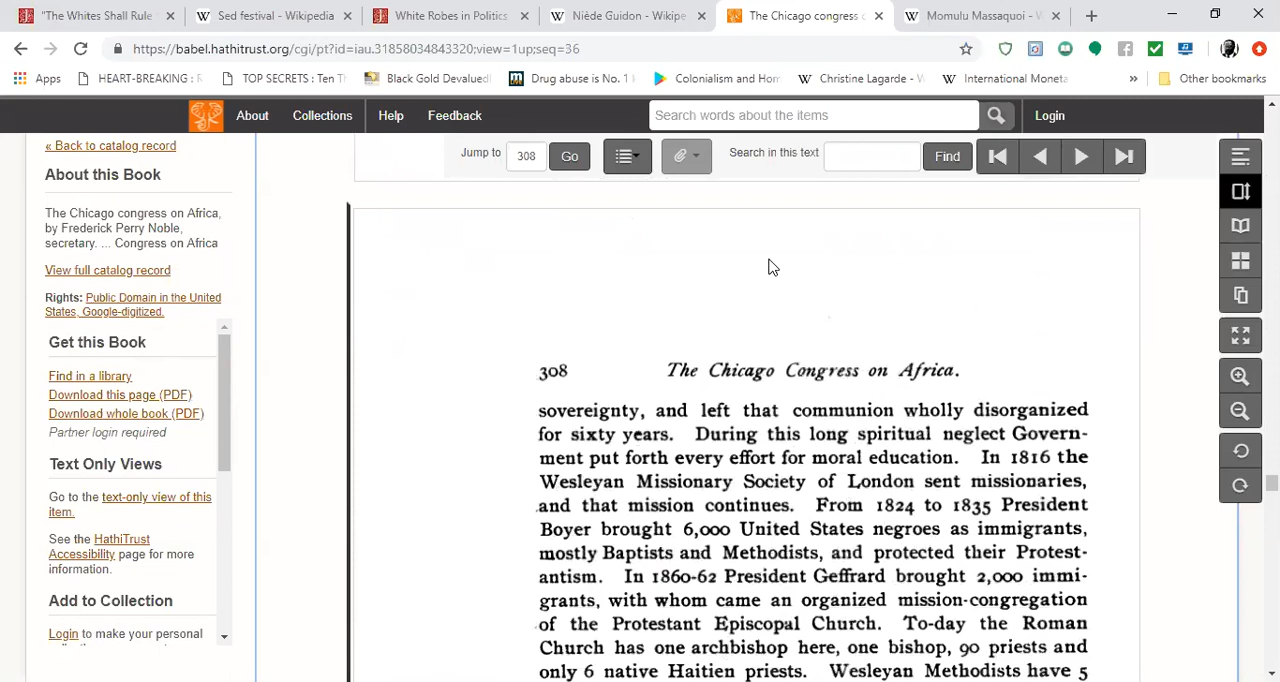 "The Whites Shall Rule
Sed festival - Wikipedia
White Robes in Politics
Niède Guidon - Wikipe
The Chicago congress o
Momulu Massaquoi - W
https://babel.hathitrust.org/cgi/pt?id=iau.31858034843320;view=1up;seq=36
Apps
HEART-BREAKING : R
TOP SECRETS : Ten Th
Black Gold Devalued
Drug abuse is No. 1
Colonialism and Hom
Christine Lagarde - W
International Moneta
»
Other bookmarks
About
Collections
Help
Feedback
Search words about the items
Login
« Back to catalog record
Jump to
308
Go
Search in this text
Find
About this Book
The Chicago congress on Africa,
by Frederick Perry Noble,
secretary. ... Congress on Africa
View full catalog record
Rights: Public Domain in the United
States, Google-digitized.
Get this Book
Find in a library
Download this page (PDF)
Download whole book (PDF)
Partner login required
Text Only Views
Go to the text-only view of this
item.
See the HathiTrust
Accessibility page for more
information.
Add to Collection
Login to make your personal
308 The Chicago Congress on Africa.
sovereignty, and left that communion wholly disorganized
for sixty years. During this long spiritual neglect Govern-
ment put forth every effort for moral education. In 1816 the
Wesleyan Missionary Society of London sent missionaries,
and that mission continues. From 1824 to 1835 President
Boyer brought 6,000 United States negroes as immigrants,
mostly Baptists and Methodists, and protected their Protest-
antism. In 1860-62 President Geffrard brought 2,000 immi-
grants, with whom came an organized mission-congregation
of the Protestant Episcopal Church. To-day the Roman
Church has one archbishop here, one bishop, 90 priests and
only 6 native Haitien priests. Wesleyan Methodists have 5